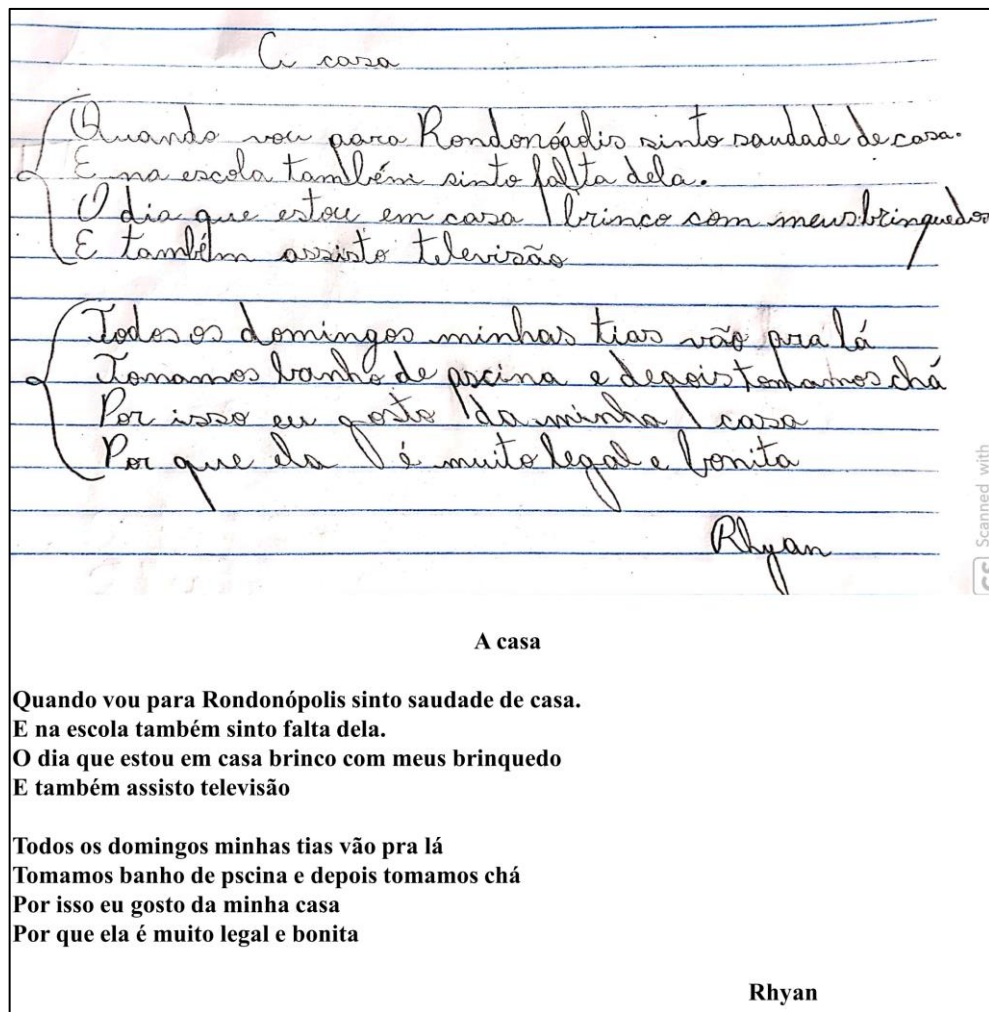 A casa
Quando vou para Rondonópolis sinto saudade de casa.
E na escola também sinto falta dela.
O dia que estou em casa brinco com meus brinquedos
E também assisto televisão
Todos os domingos minhas tias vão pra lá
Tomamos banho de pscina e depois tomamos chá
Por isso eu gosto da minha casa
Por que ela é muito legal e bonita
Rhyan
CS Scanned with
A casa
Quando vou para Rondonópolis sinto saudade de casa.
E na escola também sinto falta dela.
O dia que estou em casa brinco com meus brinquedo
E também assisto televisão
Todos os domingos minhas tias vão pra lá
Tomamos banho de pscina e depois tomamos chá
Por isso eu gosto da minha casa
Por que ela é muito legal e bonita
Rhyan